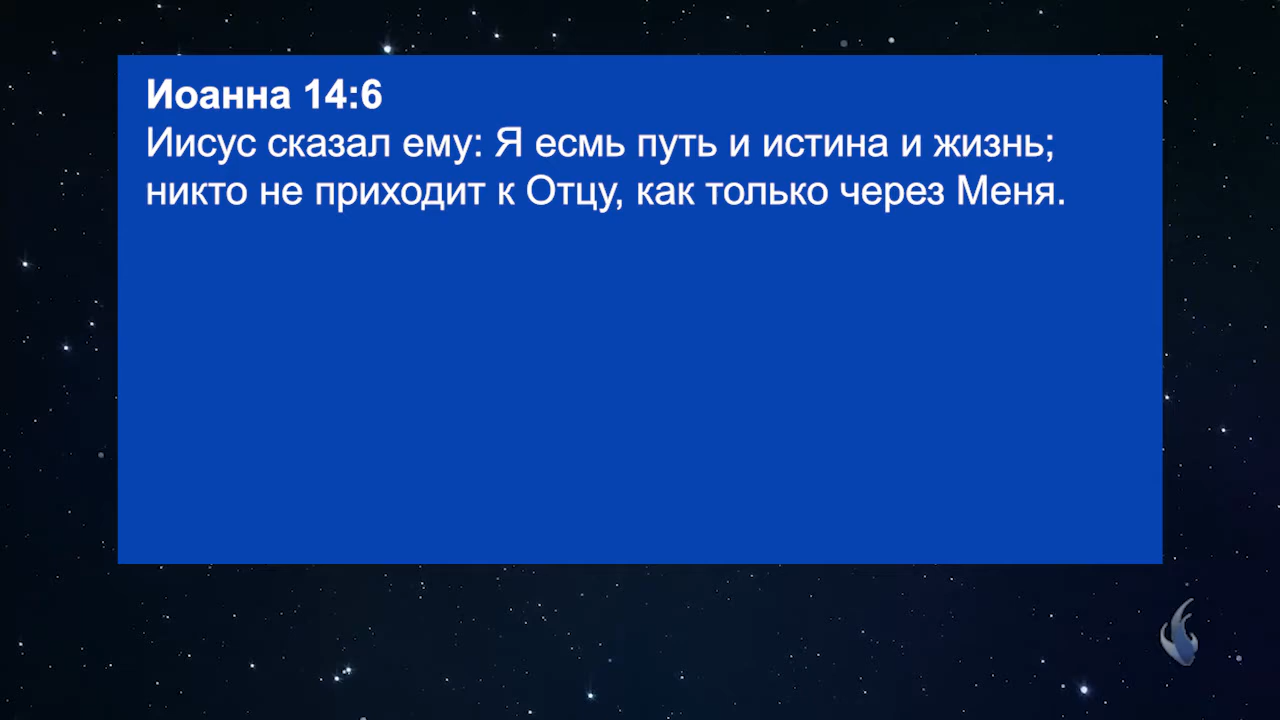 Иоанна 14:6
Иисус сказал ему: Я есмь путь и истина и жизнь;
никто не приходит к Отцу, как только через Меня.